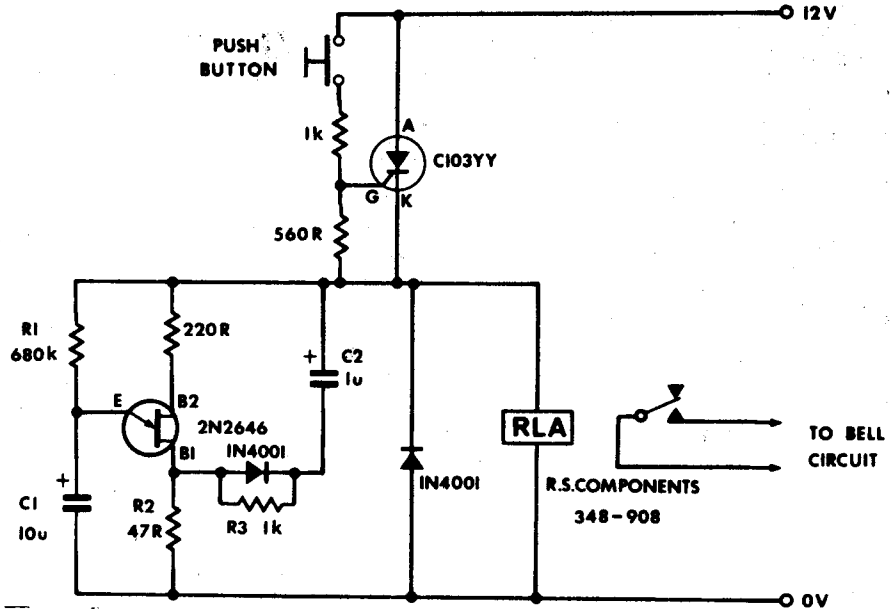 12V
PUSH
BUTTON
1k
A
C103YY
G
K
560R
R1
680k
220R
+
C2
1u
E
B2
2N2646
B1
1N4001
+
C1
10u
R2
47R
R3 1k
1N4001
RLA
R.S.COMPONENTS
348-908
TO BELL
CIRCUIT
0V